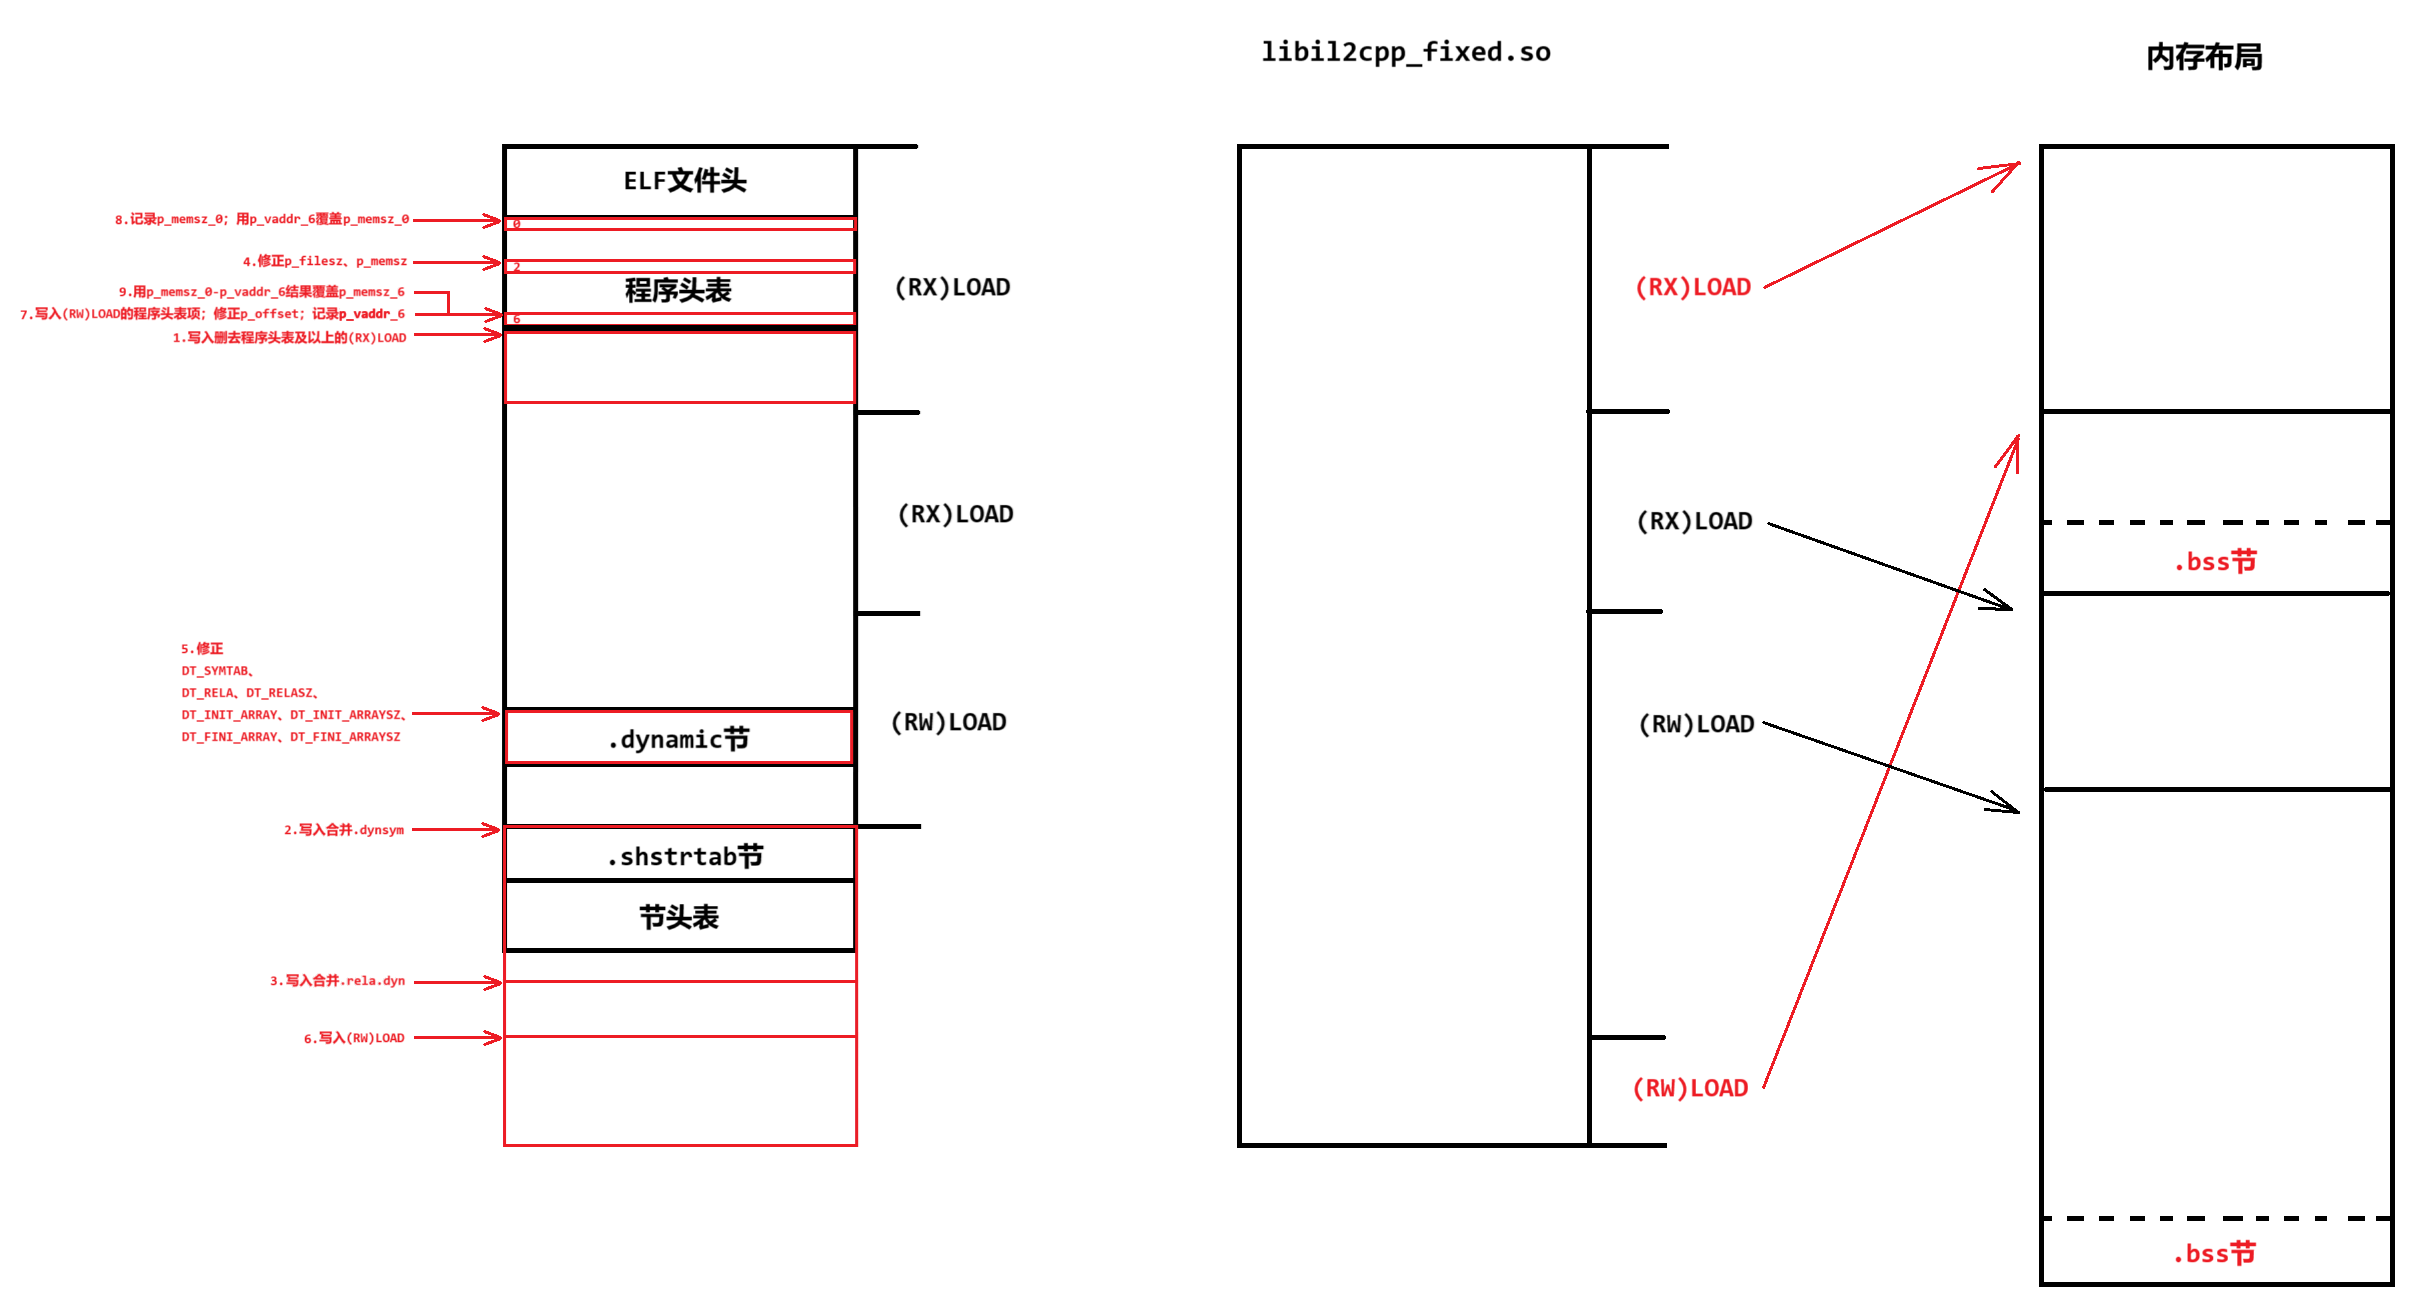 libil2cpp_fixed.so
内存布局
ELF文件头
8.记录p_memsz_0; 用p_vaddr_6覆盖p_memsz_0
0
4.修正p_filesz、p_memsz
2
9.用p_memsz_0-p_vaddr_6结果覆盖p_memsz_6
程序头表
(RX)LOAD
(RX)LOAD
7.写入(RW)LOAD的程序头表项; 修正p_offset; 记录p_vaddr_6
6
1.写入删去程序头表及以上的(RX)LOAD
(RX)LOAD
(RX)LOAD
.bss节
5.修正
DT_SYMTAB、
DT_RELA、DT_RELASZ、
DT_INIT_ARRAY、DT_INIT_ARRAYSZ、
DT_FINI_ARRAY、DT_FINI_ARRAYSZ
.dynamic节
(RW)LOAD
(RW)LOAD
2.写入合并.dynsym
.shstrtab节
节头表
3.写入合并.rela.dyn
6.写入(RW)LOAD
(RW)LOAD
.bss节